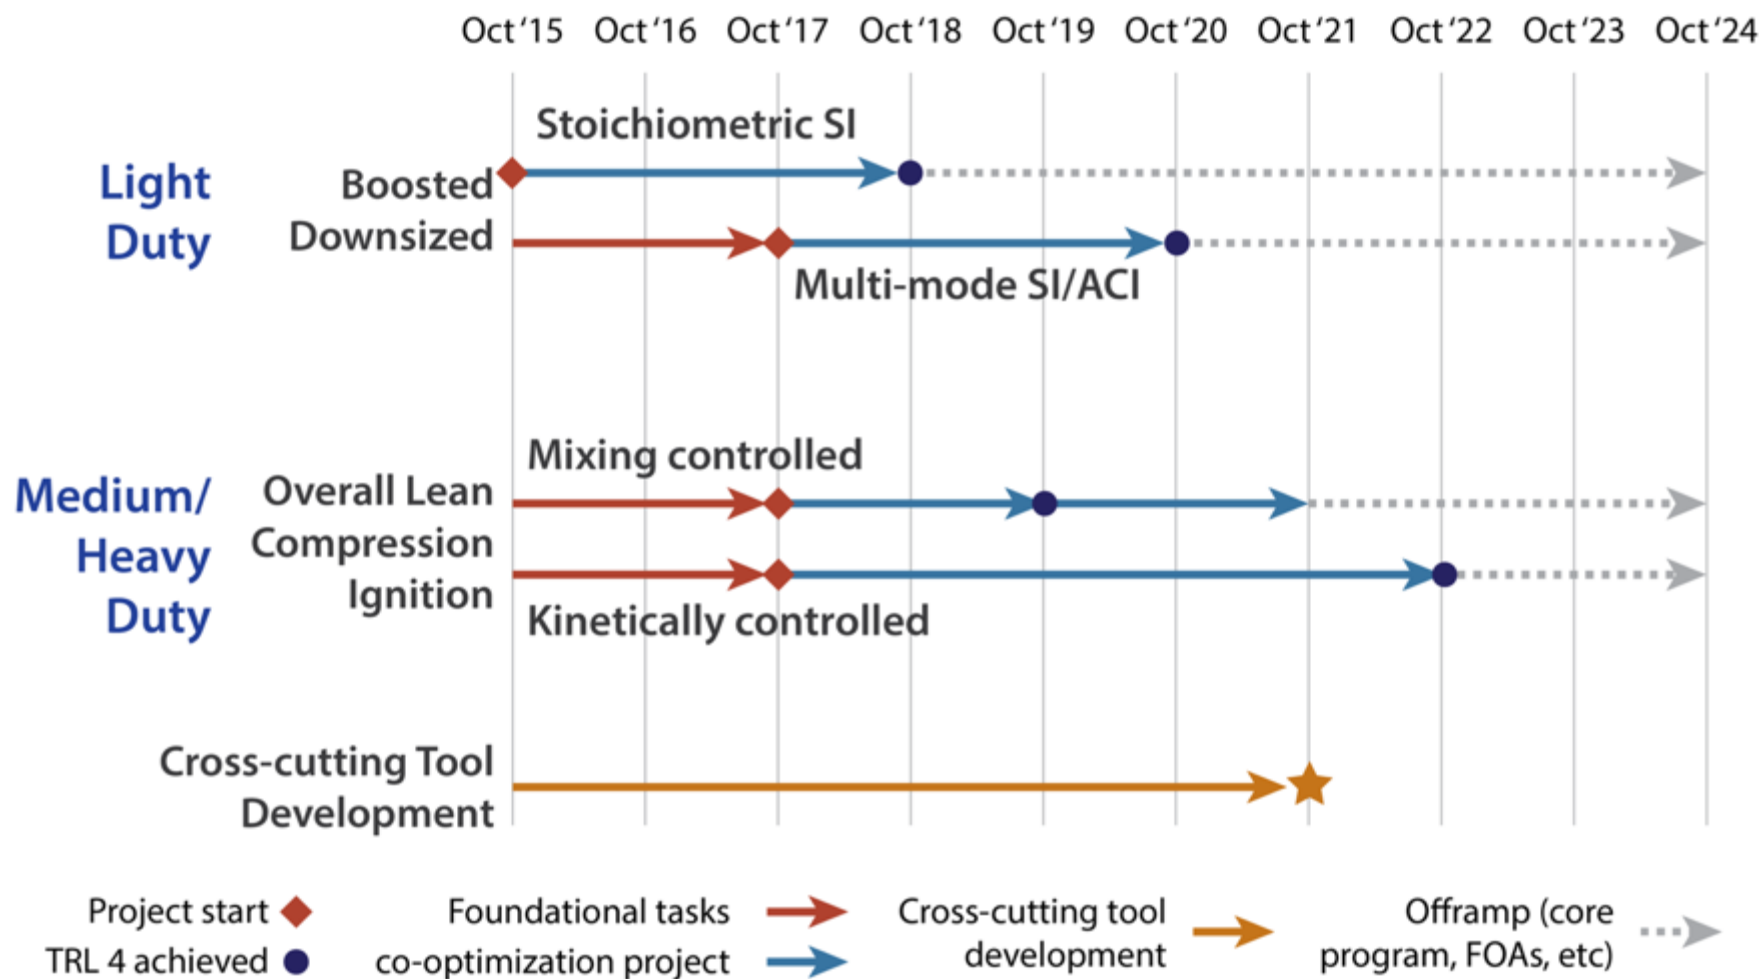 Oct ‘15 Oct ‘16 Oct ‘17 Oct ‘18 Oct ‘19 Oct ‘20 Oct ‘21 Oct ‘22 Oct ‘23 Oct ‘24
Stoichiometric SI
Light
Duty
Boosted
Downsized
Multi-mode SI/ACI
Mixing controlled
Medium/
Heavy
Duty
Overall Lean
Compression
Ignition
Kinetically controlled
Cross-cutting Tool
Development
Project start
TRL 4 achieved
Foundational tasks
co-optimization project
Cross-cutting tool
development
Offramp (core
program, FOAs, etc)